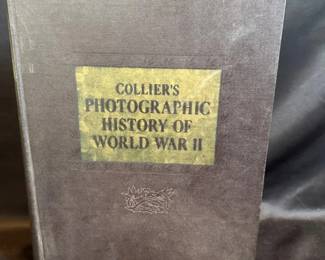 COLLIER'S
PHOTOGRAPHIC
HISTORY OF
WORLD WAR II